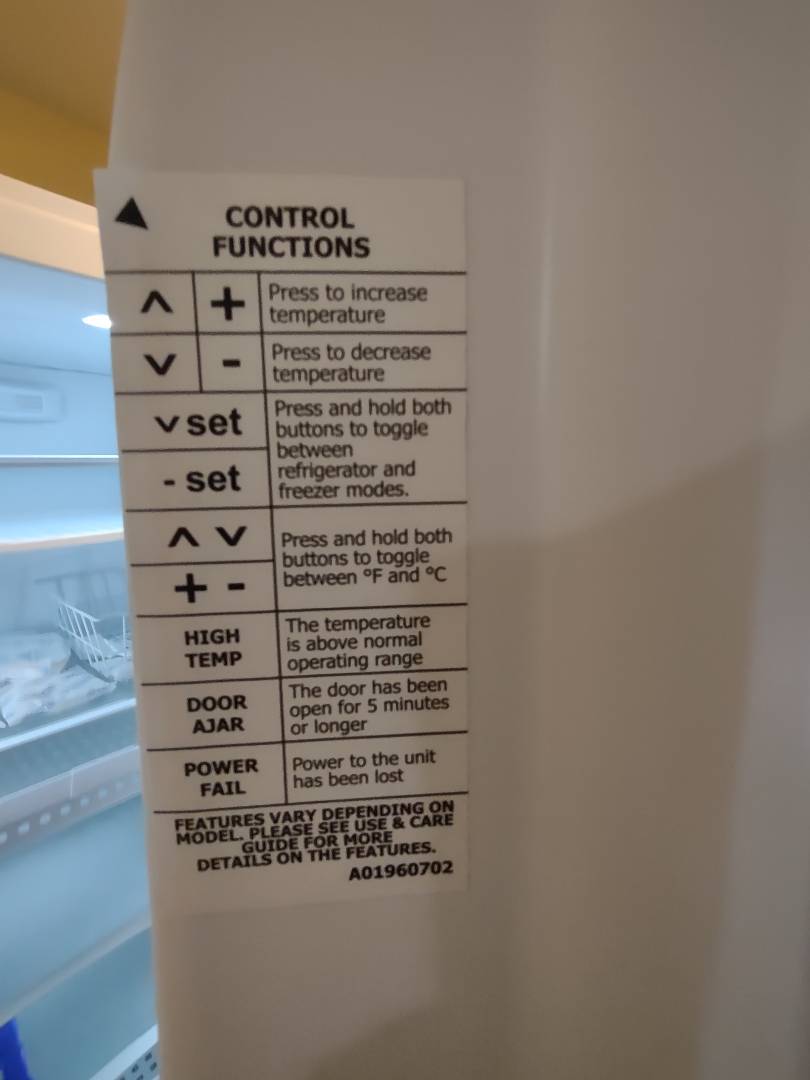 ▲ CONTROL
FUNCTIONS
^ + Press to increase
temperature
v - Press to decrease
temperature
v set
- set
Press and hold both
buttons to toggle
between
refrigerator and
freezer modes.
^ v
+ -
Press and hold both
buttons to toggle
between °F and °C
HIGH
TEMP
The temperature
is above normal
operating range
DOOR
AJAR
The door has been
open for 5 minutes
or longer
POWER
FAIL
Power to the unit
has been lost
FEATURES VARY DEPENDING ON
MODEL. PLEASE SEE USE & CARE
GUIDE FOR MORE
DETAILS ON THE FEATURES.
A01960702